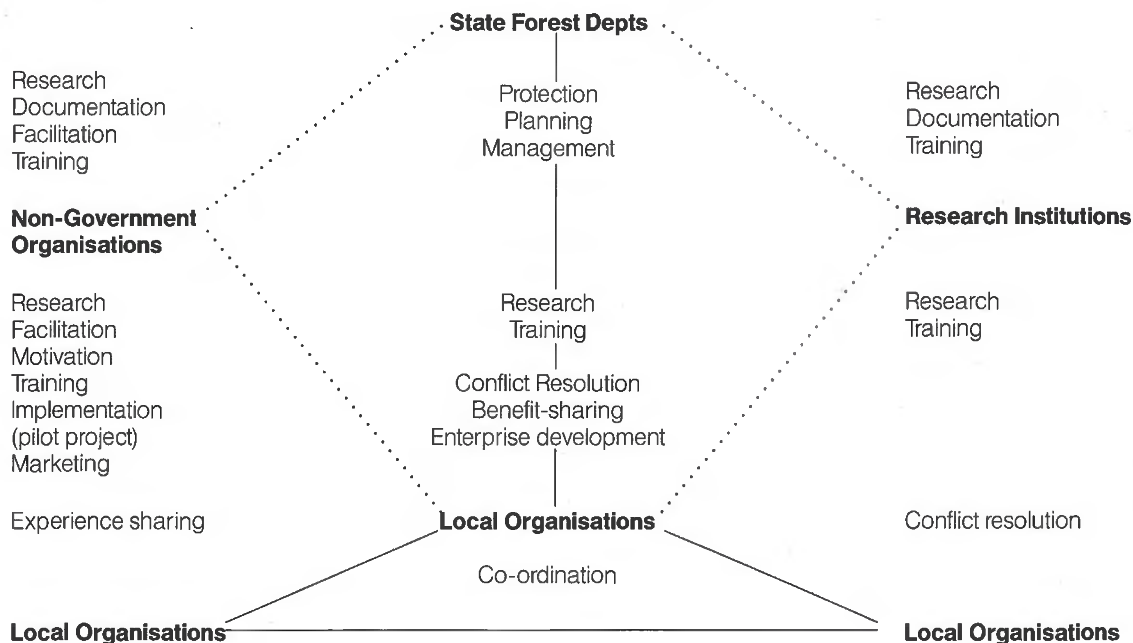 State Forest Depts
Research
Documentation
Facilitation
Training
Protection
Planning
Management
Research
Documentation
Training
Non-Government
Organisations
Research Institutions
Research
Facilitation
Motivation
Training
Implementation
(pilot project)
Marketing
Research
Training
Conflict Resolution
Benefit-sharing
Enterprise development
Research
Training
Experience sharing
Local Organisations
Conflict resolution
Co-ordination
Local Organisations
Local Organisations